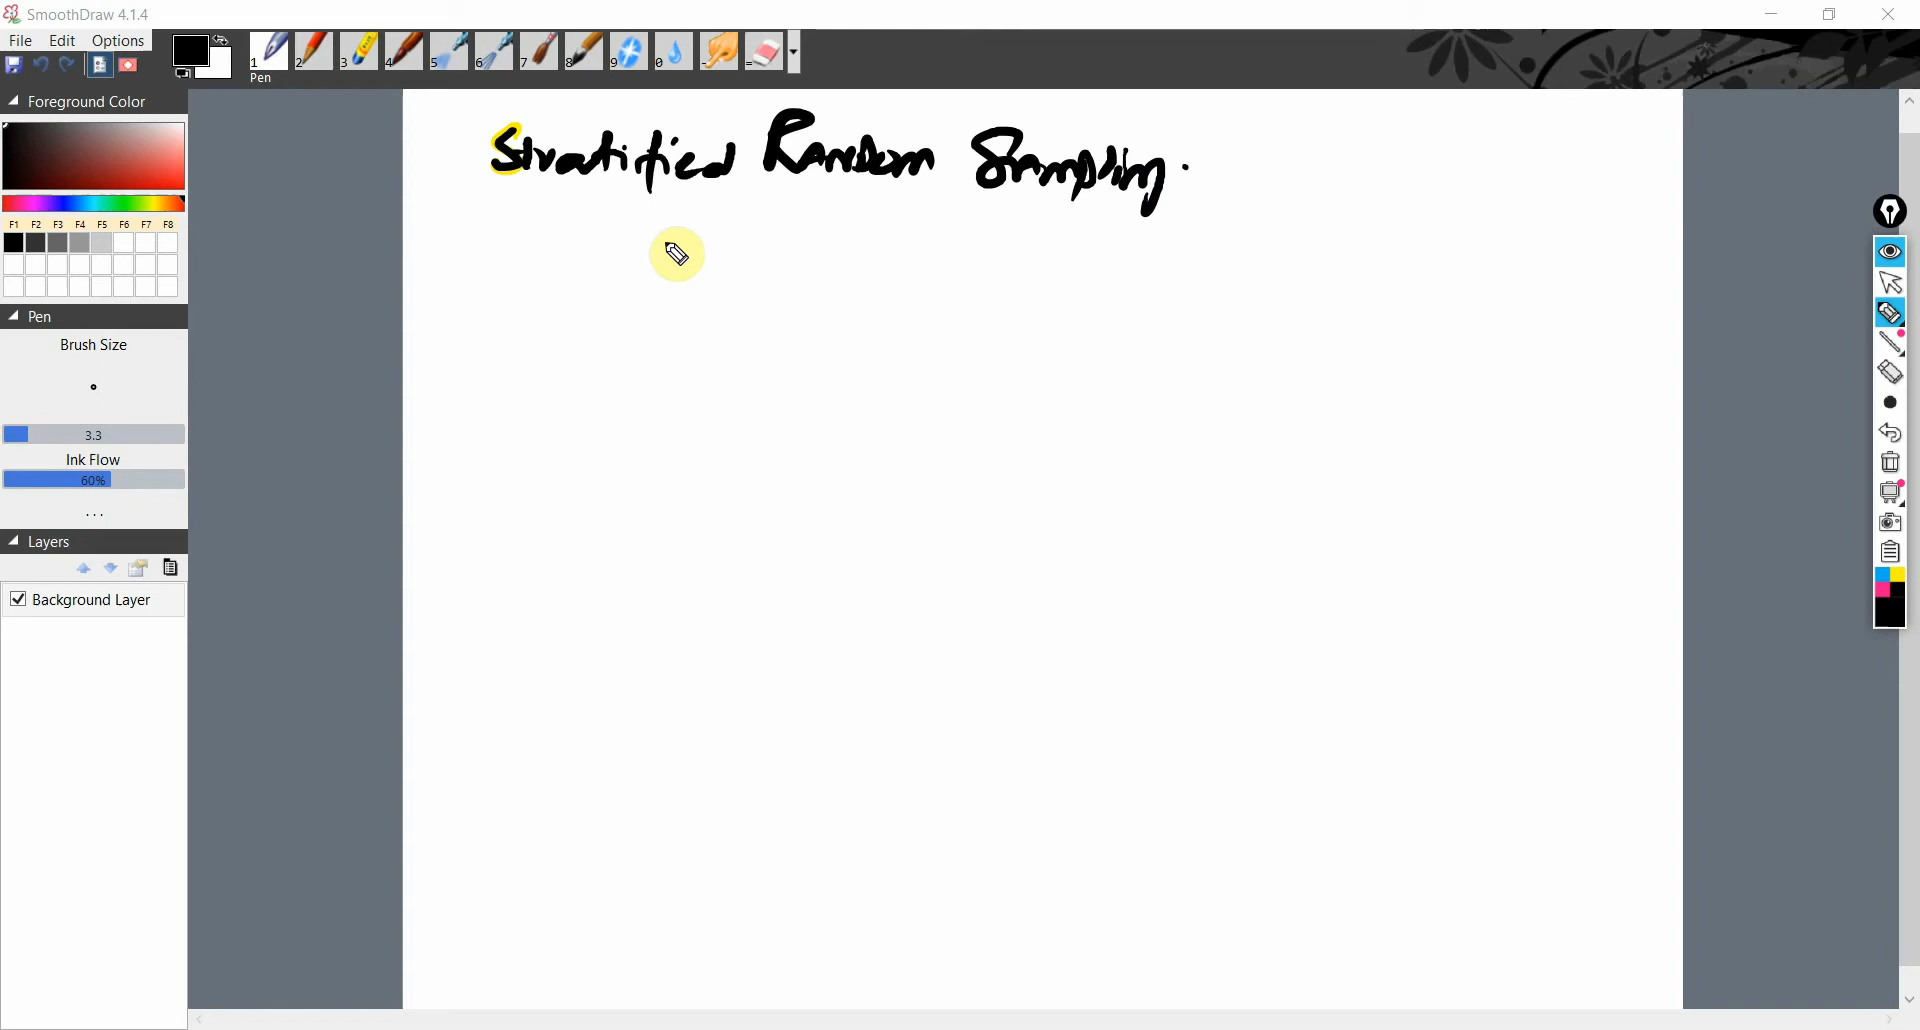 SmoothDraw 4.1.4
File Edit Options
1 2 3 4 5 6 7 8 9 0 - =
Pen
Foreground Color
F1 F2 F3 F4 F5 F6 F7 F8
Pen
Brush Size
3.3
Ink Flow
60%
...
Layers
Background Layer
Stratified Random Sampling.